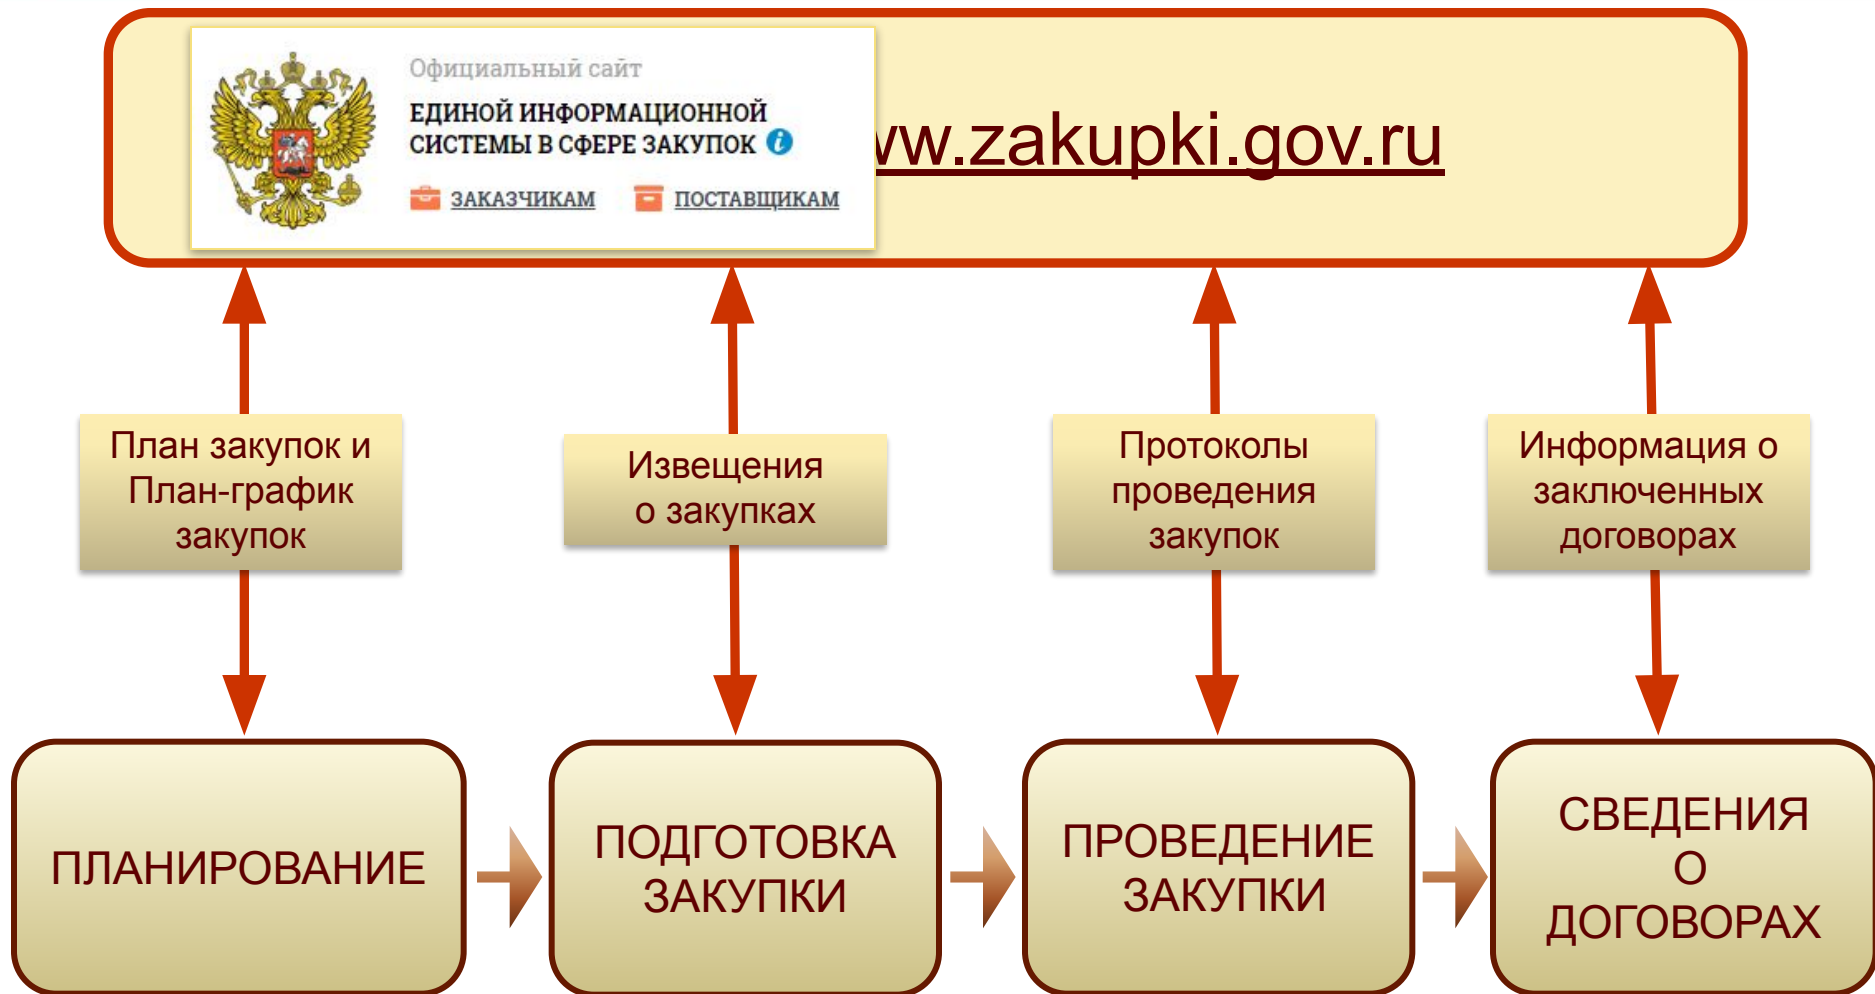 Официальный сайт
ЕДИНОЙ ИНФОРМАЦИОННОЙ
СИСТЕМЫ В СФЕРЕ ЗАКУПОК i
ЗАКАЗЧИКАМ ПОСТАВЩИКАМ
ww.zakupki.gov.ru
План закупок и
План-график
закупок
Извещения
о закупках
Протоколы
проведения
закупок
Информация о
заключенных
договорах
ПЛАНИРОВАНИЕ
ПОДГОТОВКА
ЗАКУПКИ
ПРОВЕДЕНИЕ
ЗАКУПКИ
СВЕДЕНИЯ
О
ДОГОВОРАХ